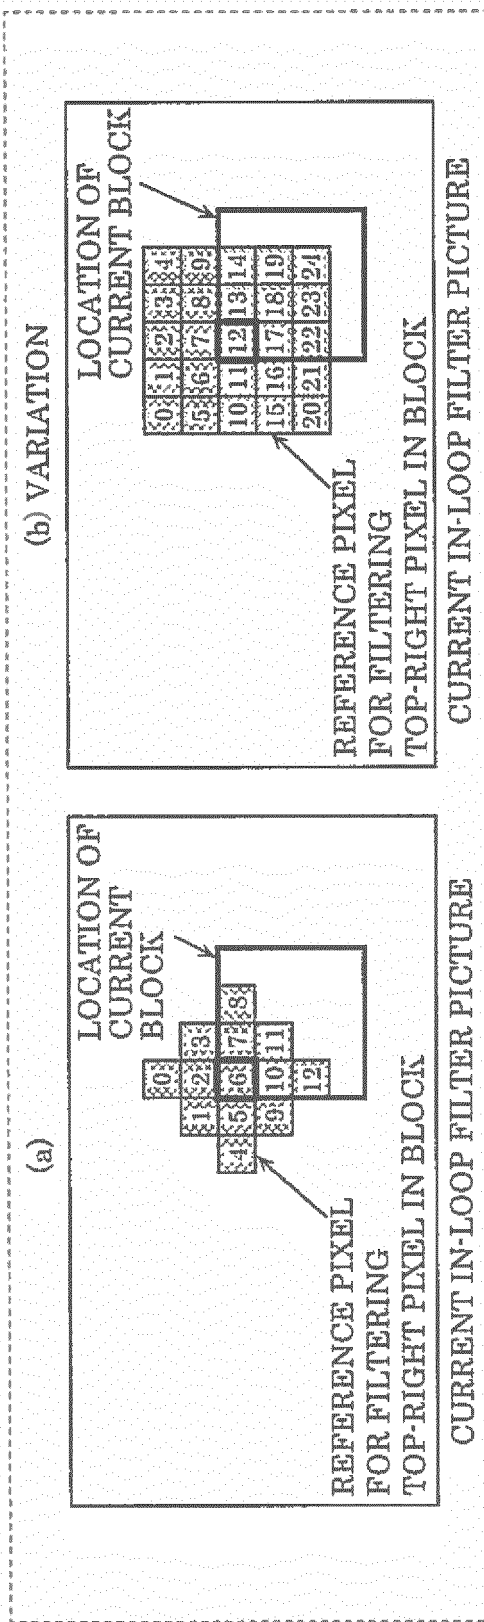 (a)
LOCATION OF
CURRENT
BLOCK
0
1 2 3
4 5 6 7 8
9 10 11
12
REFERENCE PIXEL
FOR FILTERING
TOP-RIGHT PIXEL IN BLOCK
CURRENT IN-LOOP FILTER PICTURE
(b) VARIATION
LOCATION OF
CURRENT BLOCK
0 1 2 3 4
5 6 7 8 9
10 11 12 13 14
15 16 17 18 19
20 21 22 23 24
REFERENCE PIXEL
FOR FILTERING
TOP-RIGHT PIXEL IN BLOCK
CURRENT IN-LOOP FILTER PICTURE